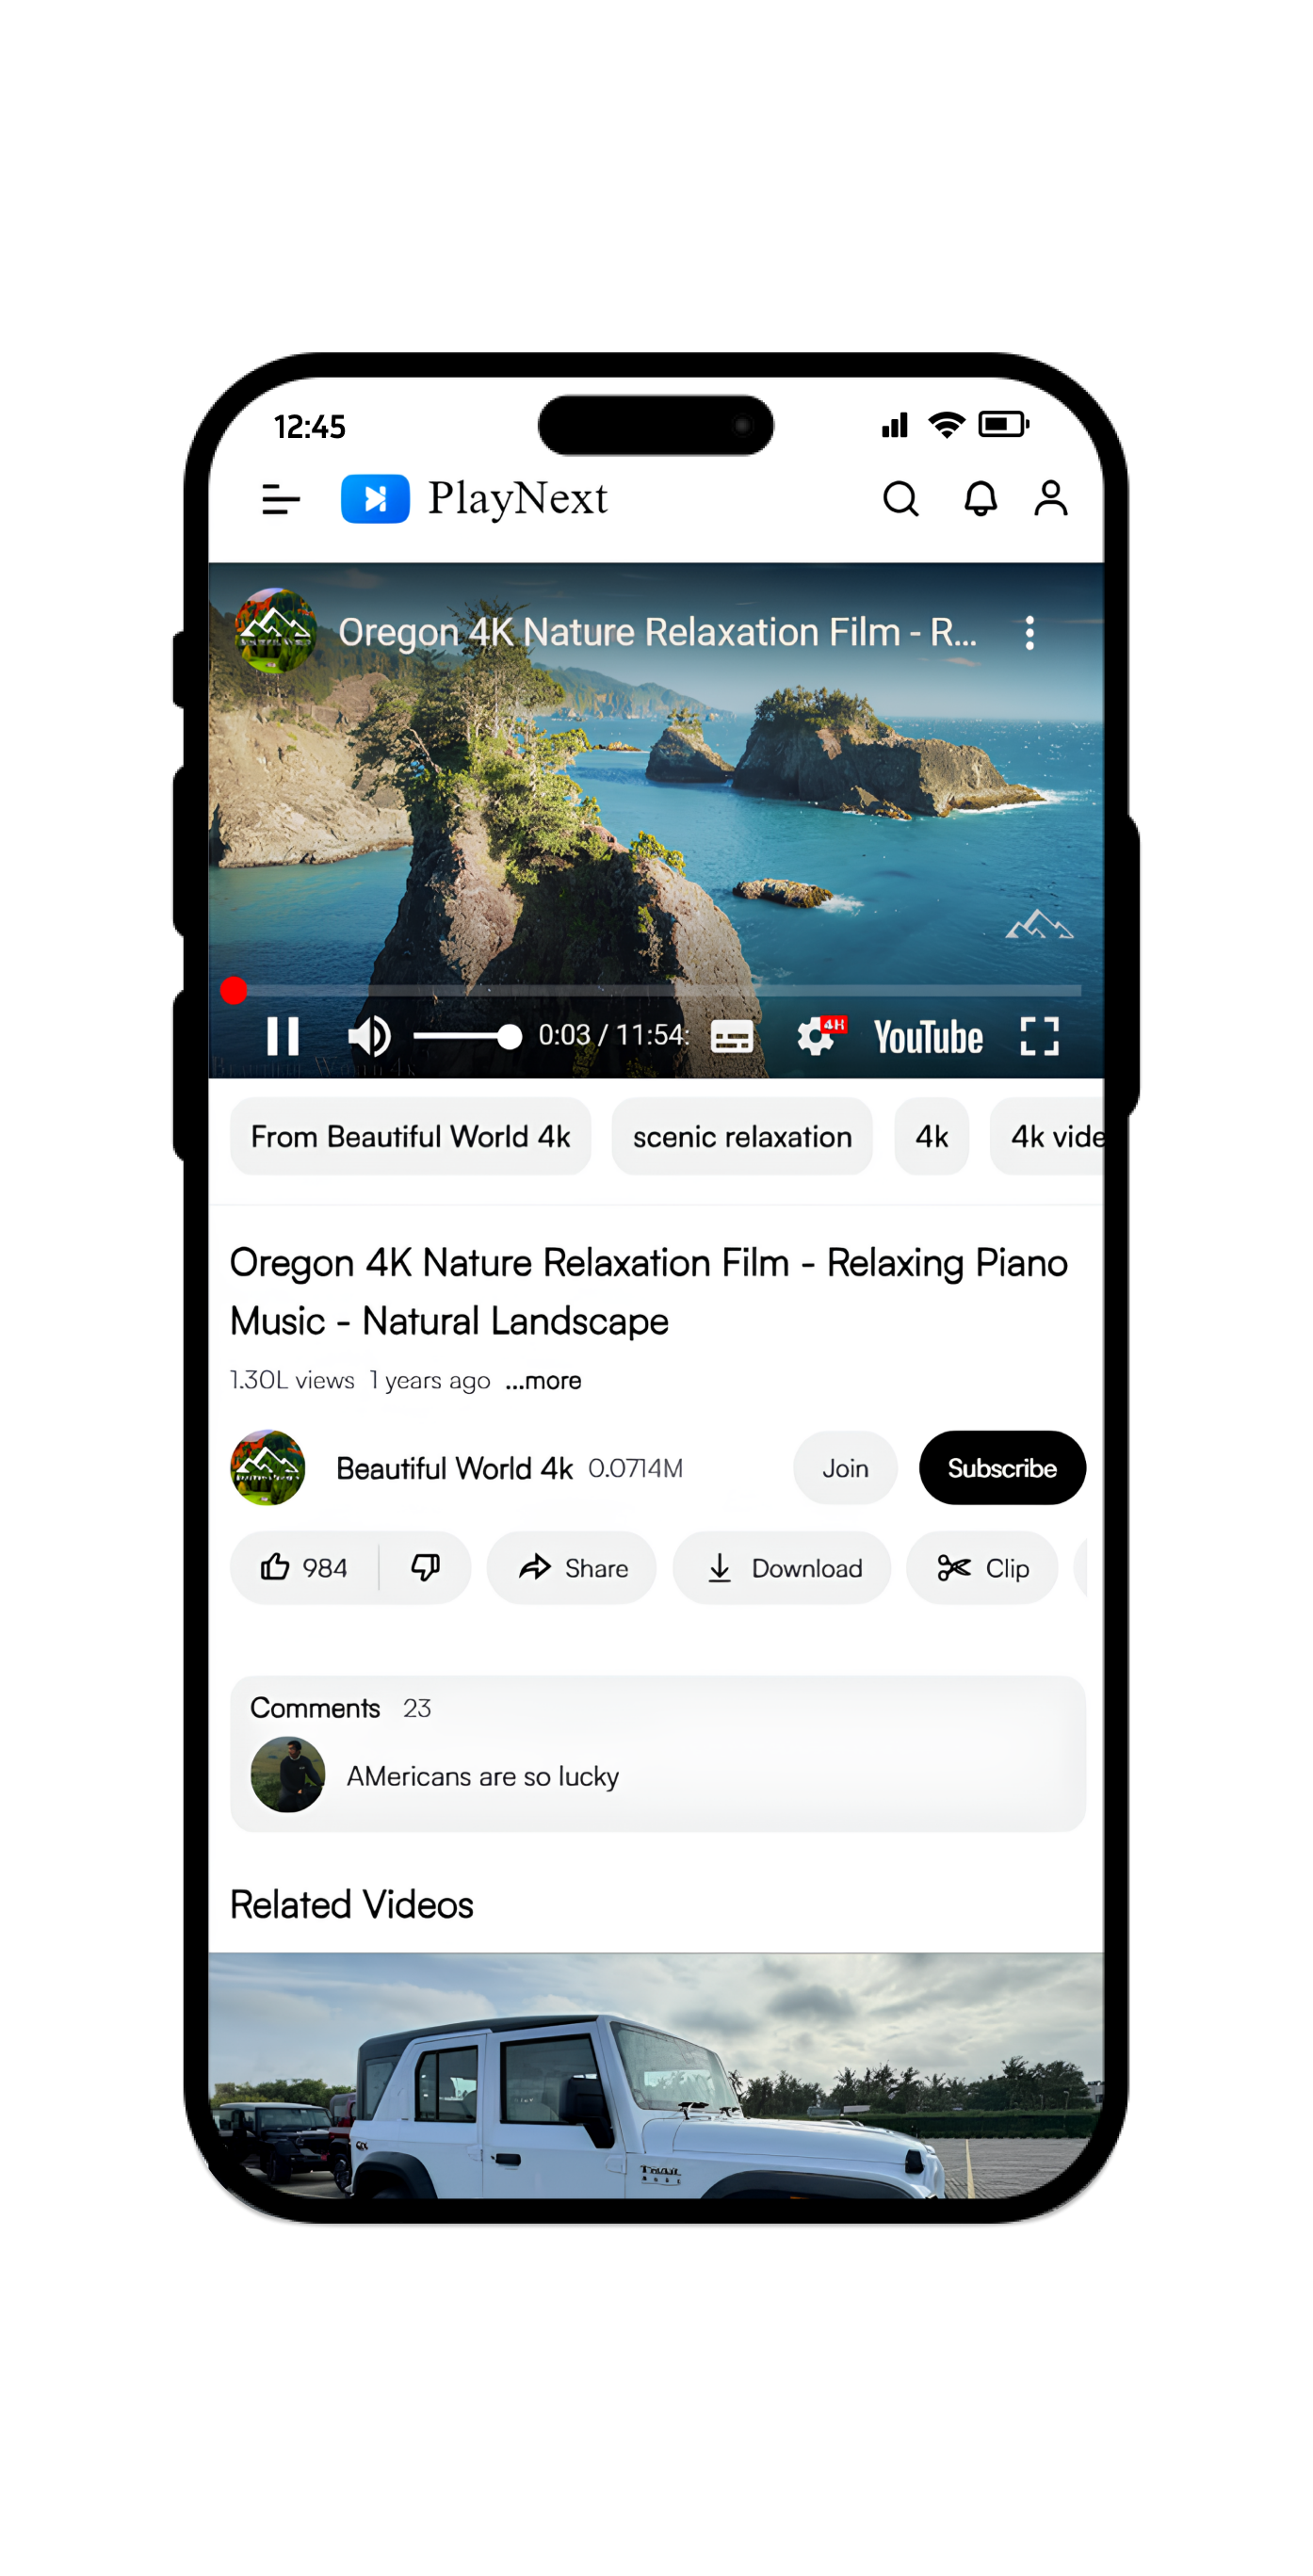 12:45
PlayNext
Oregon 4K Nature Relaxation Film - R...
0:03 / 11:54:
4K
YouTube
From Beautiful World 4k
scenic relaxation
4k
4k vide
Oregon 4K Nature Relaxation Film - Relaxing Piano
Music - Natural Landscape
1.30L views 1 years ago ...more
Beautiful World 4k 0.0714M
Join
Subscribe
984
Share
Download
Clip
Comments 23
AMericans are so lucky
Related Videos